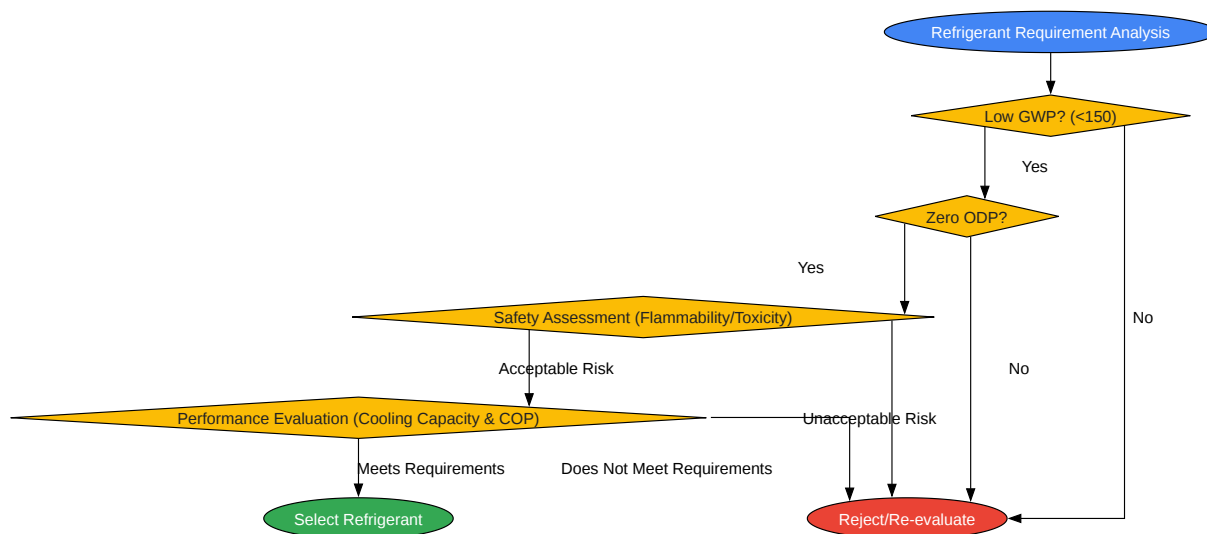 Refrigerant Requirement Analysis
Low GWP? (<150)
Yes
Zero ODP?
Yes
Safety Assessment (Flammability/Toxicity)
No
Acceptable Risk
No
Performance Evaluation (Cooling Capacity & COP)
Unacceptable Risk
Meets Requirements
Does Not Meet Requirements
Select Refrigerant
Reject/Re-evaluate